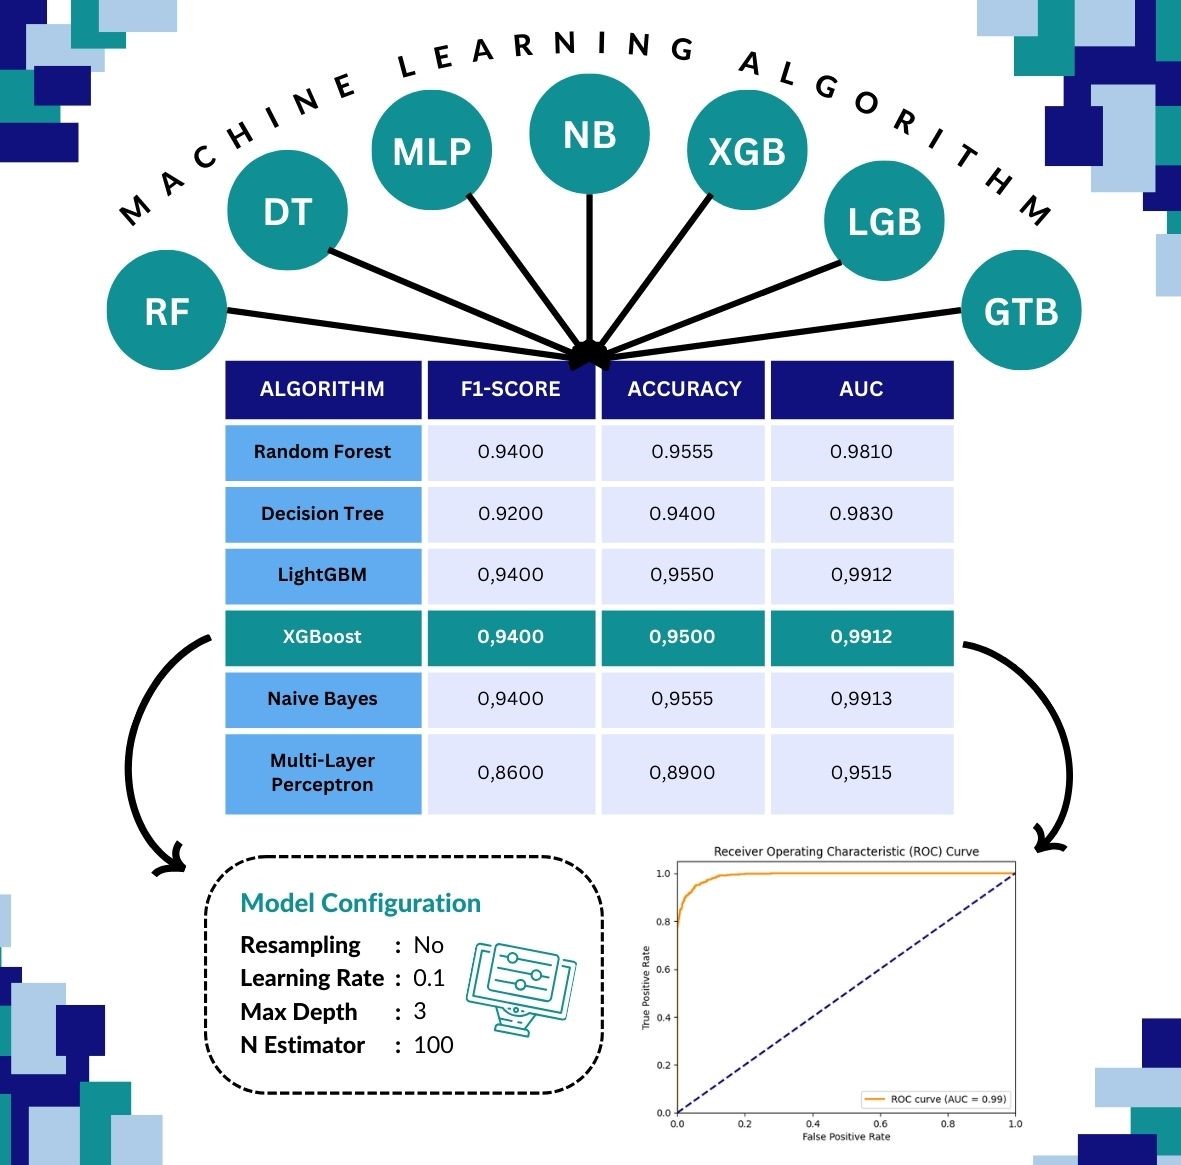 MACHINE LEARNING ALGORITHM
RF
DT
MLP
NB
XGB
LGB
GTB
ALGORITHM F1-SCORE ACCURACY AUC
Random Forest 0.9400 0.9555 0.9810
Decision Tree 0.9200 0.9400 0.9830
LightGBM 0,9400 0,9550 0,9912
XGBoost 0,9400 0,9500 0,9912
Naive Bayes 0,9400 0,9555 0,9913
Multi-Layer
Perceptron 0,8600 0,8900 0,9515
Model Configuration
Resampling : No
Learning Rate : 0.1
Max Depth : 3
N Estimator : 100
Receiver Operating Characteristic (ROC) Curve
1.0
0.8
0.6
0.4
0.2
0.0
True Positive Rate
ROC curve (AUC = 0.99)
0.0 0.2 0.4 0.6 0.8 1.0
False Positive Rate